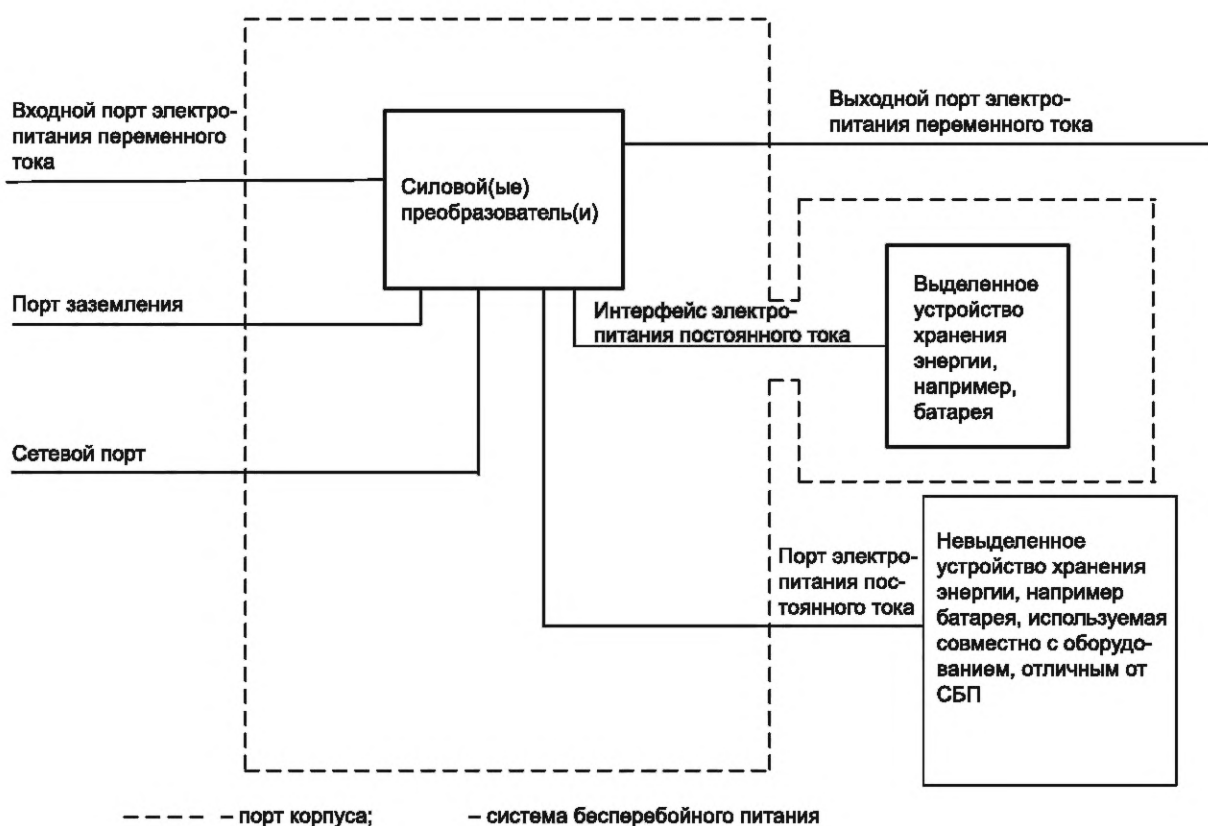 Входной порт электро-
питания переменного
тока
Выходной порт электро-
питания переменного тока
Силовой(ые)
преобразователь(и)
Порт заземления
Интерфейс электро-
питания постоянного тока
Выделенное
устройство
хранения
энергии,
например,
батарея
Сетевой порт
Порт электро-
питания пос-
тоянного тока
Невыделенное
устройство хранения
энергии, например
батарея, используемая
совместно с оборудо-
ванием, отличным от
СБП
– порт корпуса; – система бесперебойного питания